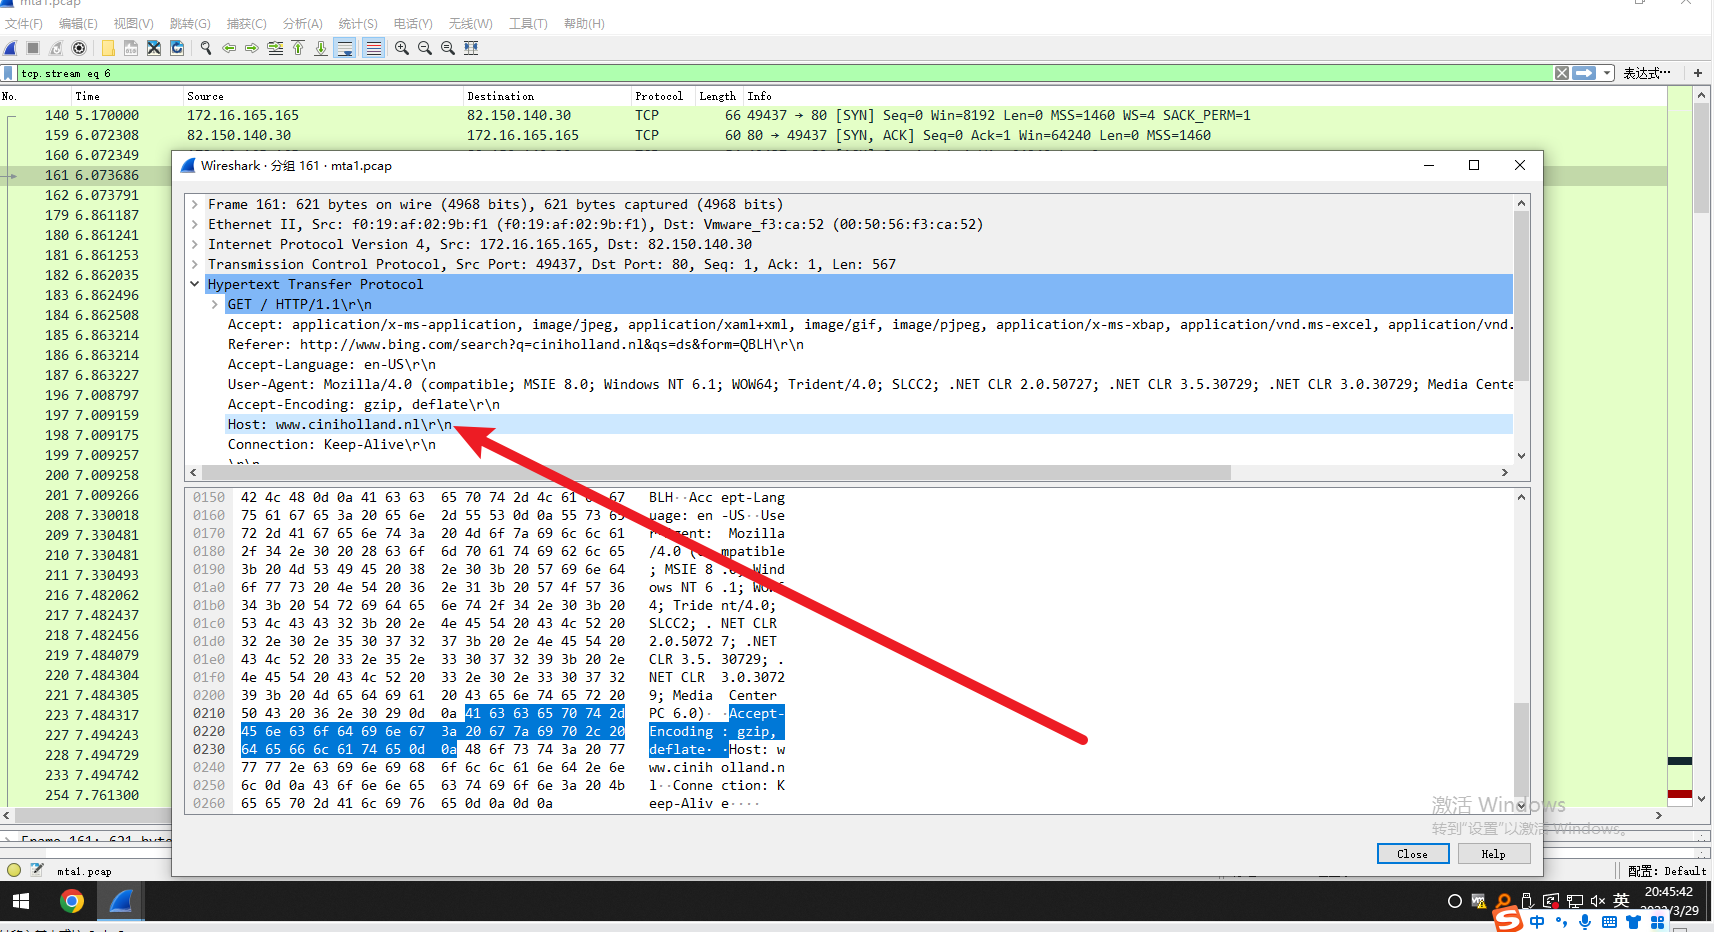 mta1.pcap
文件(F) 编辑(E) 视图(V) 跳转(G) 捕获(C) 分析(A) 统计(S) 电话(Y) 无线(W) 工具(T) 帮助(H)
tcp.stream eq 6 表达式… +
No. Time Source Destination Protocol Length Info
140 5.170000 172.16.165.165 82.150.140.30 TCP 66 49437 → 80 [SYN] Seq=0 Win=8192 Len=0 MSS=1460 WS=4 SACK_PERM=1
159 6.072308 82.150.140.30 172.16.165.165 TCP 60 80 → 49437 [SYN, ACK] Seq=0 Ack=1 Win=64240 Len=0 MSS=1460
160 6.072349
161 6.073686
162 6.073791
179 6.861187
180 6.861241
181 6.861253
182 6.862035
183 6.862496
184 6.862508
185 6.863214
186 6.863214
187 6.863227
196 7.008797
197 7.009159
198 7.009175
199 7.009257
200 7.009258
201 7.009266
208 7.330018
209 7.330481
210 7.330481
211 7.330493
216 7.482062
217 7.482437
218 7.482456
219 7.484079
220 7.484304
221 7.484305
223 7.484317
227 7.494243
228 7.494729
233 7.494742
254 7.761300
Wireshark · 分组 161 · mta1.pcap
Frame 161: 621 bytes on wire (4968 bits), 621 bytes captured (4968 bits)
Ethernet II, Src: f0:19:af:02:9b:f1 (f0:19:af:02:9b:f1), Dst: Vmware_f3:ca:52 (00:50:56:f3:ca:52)
Internet Protocol Version 4, Src: 172.16.165.165, Dst: 82.150.140.30
Transmission Control Protocol, Src Port: 49437, Dst Port: 80, Seq: 1, Ack: 1, Len: 567
Hypertext Transfer Protocol
GET / HTTP/1.1\r\n
Accept: application/x-ms-application, image/jpeg, application/xaml+xml, image/gif, image/pjpeg, application/x-ms-xbap, application/vnd.ms-excel, application/vnd.
Referer: http://www.bing.com/search?q=ciniholland.nl&qs=ds&form=QBLH\r\n
Accept-Language: en-US\r\n
User-Agent: Mozilla/4.0 (compatible; MSIE 8.0; Windows NT 6.1; WOW64; Trident/4.0; SLCC2; .NET CLR 2.0.50727; .NET CLR 3.5.30729; .NET CLR 3.0.30729; Media Cente
Accept-Encoding: gzip, deflate\r\n
Host: www.ciniholland.nl\r\n
Connection: Keep-Alive\r\n
\r\n
0150 42 4c 48 0d 0a 41 63 63 65 70 74 2d 4c 61 67 BLH··Acc ept-Lang
0160 75 61 67 65 3a 20 65 6e 2d 55 53 0d 0a 55 73 65 uage: en -US··Use
0170 72 2d 41 67 65 6e 74 3a 20 4d 6f 7a 69 6c 6c 61 gent: Mozilla
0180 2f 34 2e 30 20 28 63 6f 6d 70 61 74 69 62 6c 65 /4.0 ( mpatible
0190 3b 20 4d 53 49 45 20 38 2e 30 3b 20 57 69 6e 64 ; MSIE 8 .0; Wind
01a0 6f 77 73 20 4e 54 20 36 2e 31 3b 20 57 4f 57 36 ows NT 6 .1; WOW6
01b0 34 3b 20 54 72 69 64 65 6e 74 2f 34 2e 30 3b 20 4; Tride nt/4.0;
01c0 53 4c 43 43 32 3b 20 2e 4e 45 54 20 43 4c 52 20 SLCC2; . NET CLR
01d0 32 2e 30 2e 35 30 37 32 37 3b 20 2e 4e 45 54 20 2.0.5072 7; .NET
01e0 43 4c 52 20 33 2e 35 2e 33 30 37 32 39 3b 20 2e CLR 3.5. 30729; .
01f0 4e 45 54 20 43 4c 52 20 33 2e 30 2e 33 30 37 32 NET CLR 3.0.3072
0200 39 3b 20 4d 65 64 69 61 20 43 65 6e 74 65 72 20 9; Media Center
0210 50 43 20 36 2e 30 29 0d 0a 41 63 63 65 70 74 2d PC 6.0)· ·Accept-
0220 45 6e 63 6f 64 69 6e 67 3a 20 67 7a 69 70 2c 20 Encoding : gzip,
0230 64 65 66 6c 61 74 65 0d 0a 48 6f 73 74 3a 20 77 deflate· ·Host: w
0240 77 77 2e 63 69 6e 69 68 6f 6c 6c 61 6e 64 2e 6e ww.cinih olland.n
0250 6c 0d 0a 43 6f 6e 6e 65 63 74 69 6f 6e 3a 20 4b l··Conne ction: K
0260 65 65 70 2d 41 6c 69 76 65 0d 0a 0d 0a eep-Aliv e····
激活 Windows
转到"设置"以激活 Windows。
Frame 161: 621 byte
Close Help
mta1.pcap 配置: Default
英 20:45:42
2022/3/29
S 中